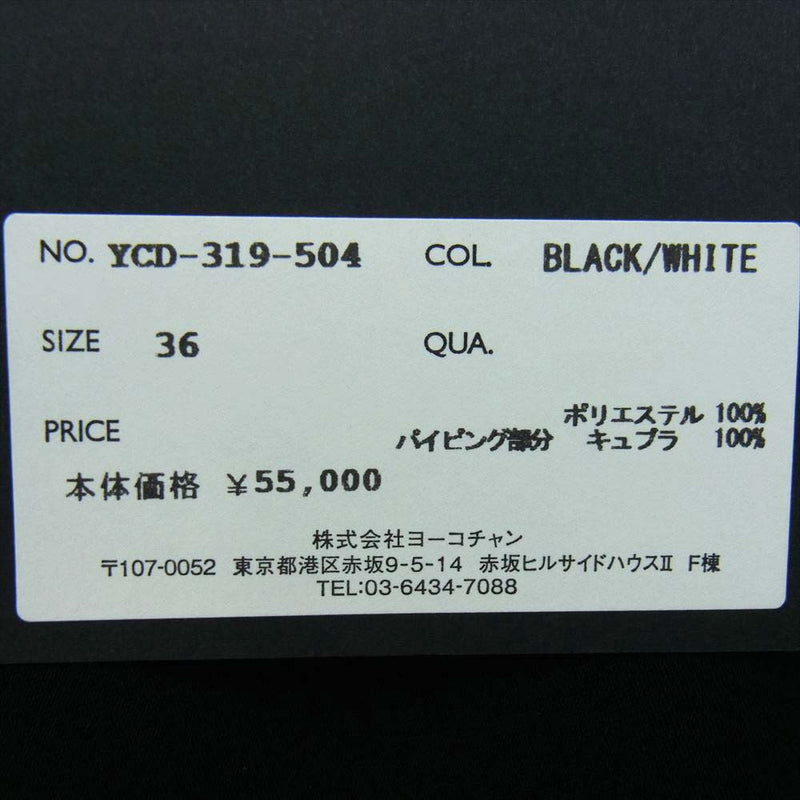 NO. YCD-319-504 COL. BLACK/WHITE
SIZE 36 QUA.
ポリエステル 100%
PRICE パイピング部分 キュプラ 100%
本体価格 ¥55,000
株式会社ヨーコチャン
〒107-0052 東京都港区赤坂9-5-14 赤坂ヒルサイドハウスⅡ F棟
TEL:03-6434-7088